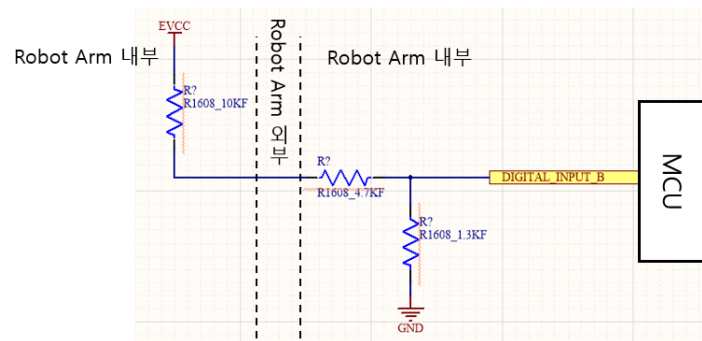 EVCC
Robot Arm 내부
Robot Arm 외부
Robot Arm 내부
R?
R1608_10KF
R?
R1608_4.7KF
DIGITAL_INPUT_B
MCU
R?
R1608_1.3KF
GND